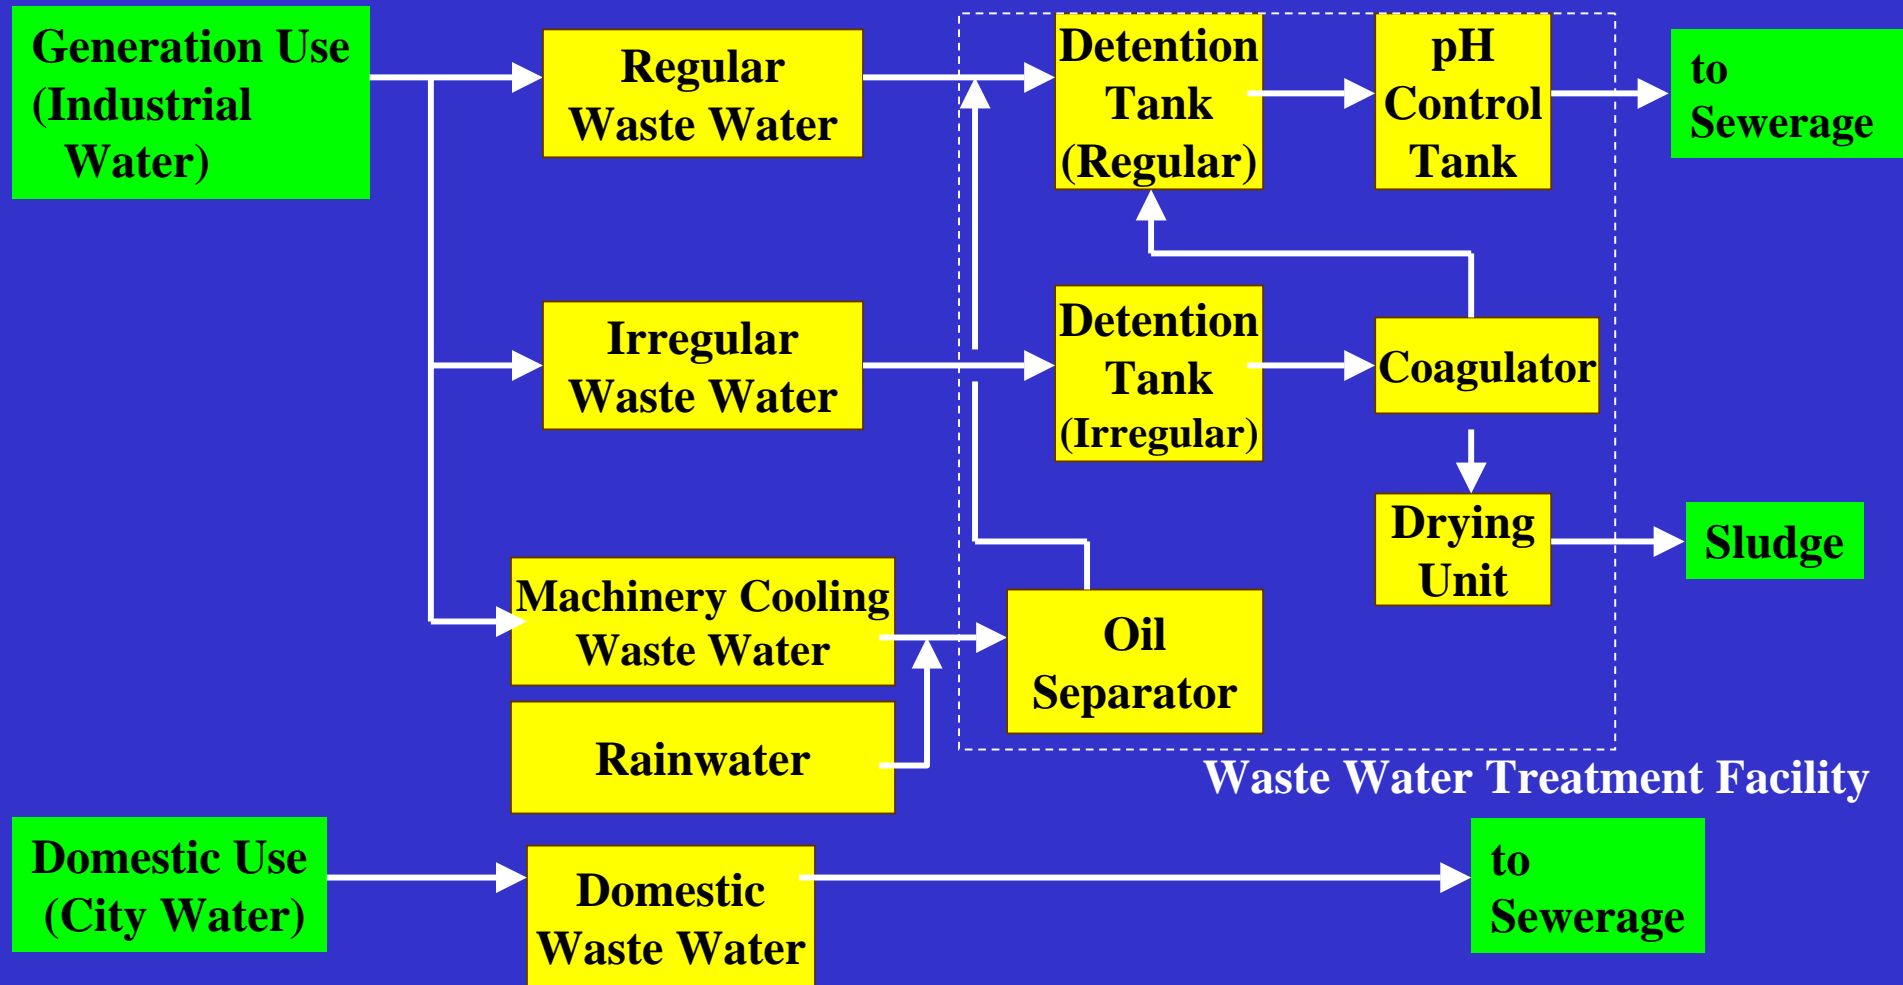 Generation Use
(Industrial
Water)
Regular
Waste Water
Detention
Tank
(Regular)
pH
Control
Tank
to
Sewerage
Irregular
Waste Water
Detention
Tank
(Irregular)
Coagulator
Drying
Unit
Sludge
Machinery Cooling
Waste Water
Oil
Separator
Rainwater
Waste Water Treatment Facility
Domestic Use
(City Water)
Domestic
Waste Water
to
Sewerage